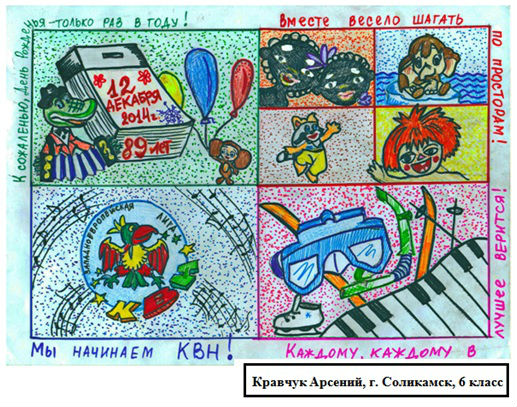 К сожаленью, день рожденья - только раз в году!
Вместе весело шагать
по просторам!
12
ДЕКАБРЯ
2014г.
89 лет
ЛИГА
КВН
Мы начинаем КВН!
Каждому, каждому в
лучшее верится!
Кравчук Арсений, г. Соликамск, 6 класс